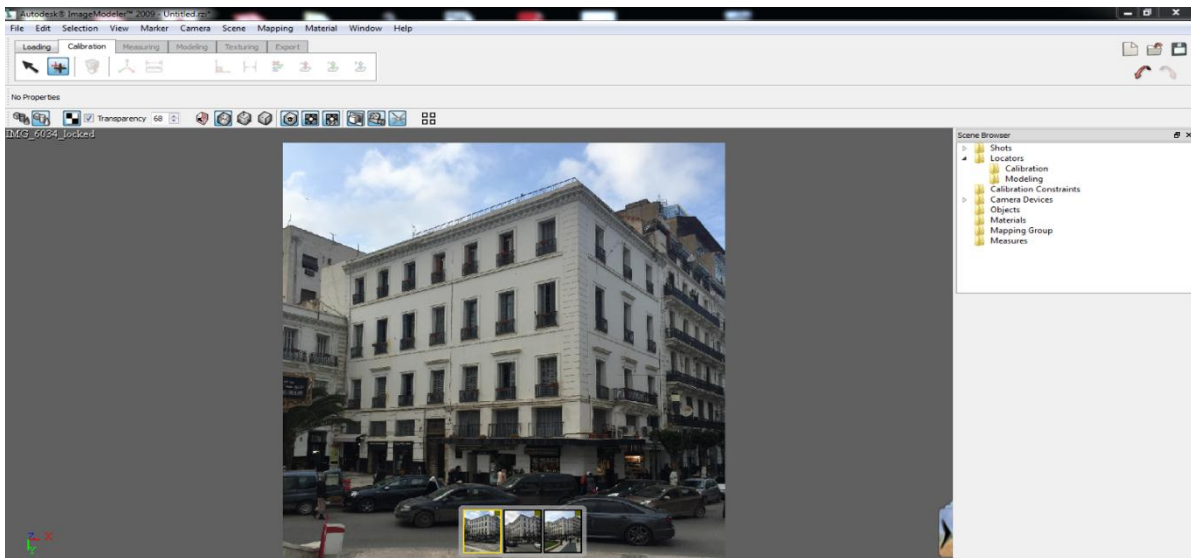 Autodesk® ImageModeler™ 2009 - Untitled.rzi*
File Edit Selection View Marker Camera Scene Mapping Material Window Help
Loading Calibration Measuring Modeling Texturing Export
No Properties
Transparency 68
IMG_6034_locked
Scene Browser
Shots
Locators
Calibration
Modeling
Calibration Constraints
Camera Devices
Objects
Materials
Mapping Group
Measures
Z X
Y